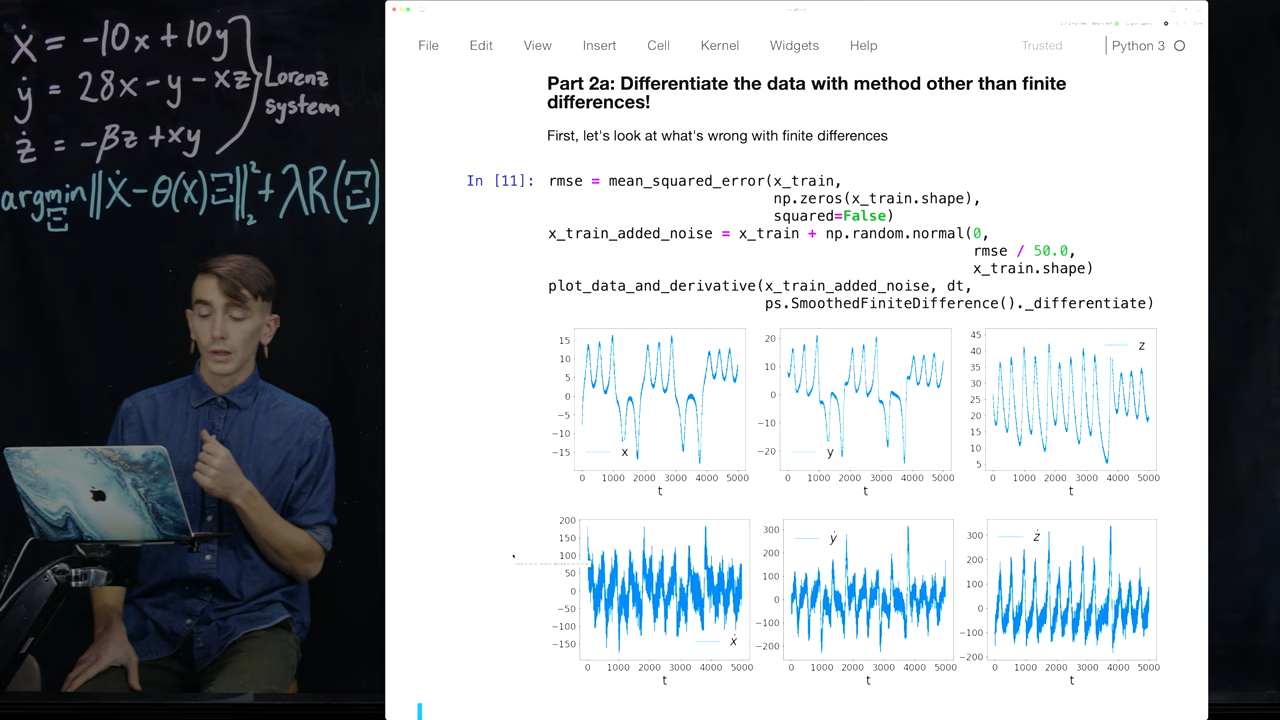 ẋ = -10x + 10y
ẏ = 28x - y - xz
ż = -βz + xy
Lorenz
system
argmin ‖Ẋ - θ(X)Ξ‖₂² + λR(Ξ)
Ξ
File Edit View Insert Cell Kernel Widgets Help Trusted Python 3
Part 2a: Differentiate the data with method other than finite
differences!
First, let's look at what's wrong with finite differences
In [11]: rmse = mean_squared_error(x_train,
np.zeros(x_train.shape),
squared=False)
x_train_added_noise = x_train + np.random.normal(0,
rmse / 50.0,
x_train.shape)
plot_data_and_derivative(x_train_added_noise, dt,
ps.SmoothedFiniteDifference()._differentiate)
15
10
5
0
−5
−10
−15
x
0 1000 2000 3000 4000 5000
t
20
10
0
−10
−20
y
0 1000 2000 3000 4000 5000
t
45
40
35
30
25
20
15
10
5
z
0 1000 2000 3000 4000 5000
t
200
150
100
50
0
−50
−100
−150
ẋ
0 1000 2000 3000 4000 5000
t
300
200
100
0
−100
−200
ẏ
0 1000 2000 3000 4000 5000
t
300
200
100
0
−100
−200
ż
0 1000 2000 3000 4000 5000
t